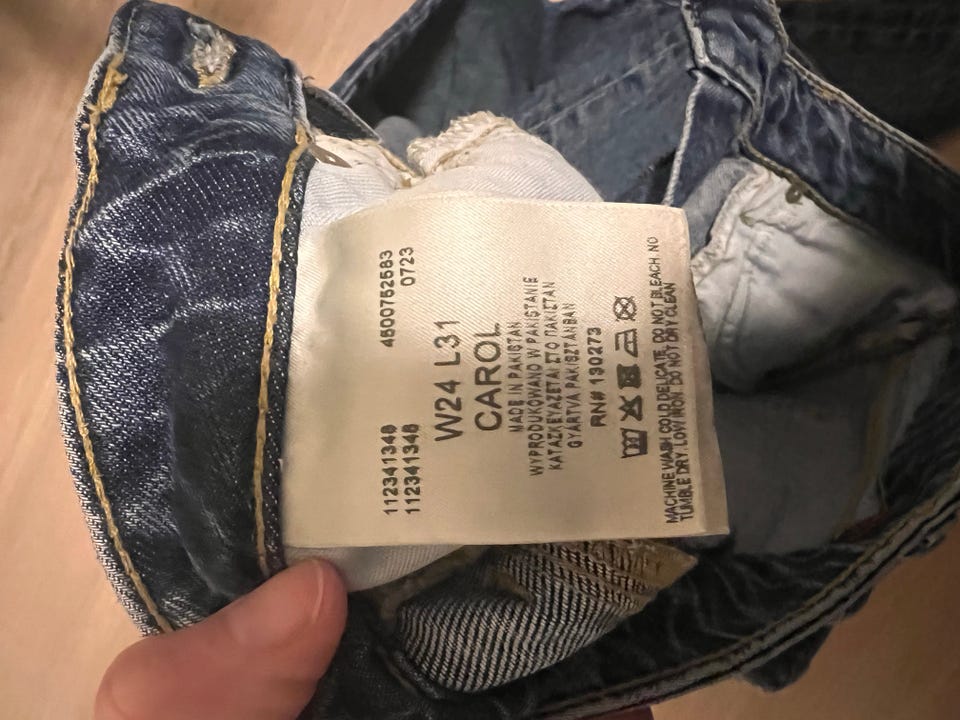 112341348 4500752583
112341348 0723
W24 L31
CAROL
MADE IN PAKISTAN
WYPRODUKOWANO W PAKISTANIE
ΚΑΤΑΣΚΕΥΑΖΕΤΑΙ ΣΤΟ ΠΑΚΙΣΤΑΝ
GYÁRTVA PAKISZTÁNBAN
RN# 130273
MACHINE WASH COLD DELICATE. DO NOT BLEACH. NO
TUMBLE DRY. LOW IRON. DO NOT DRY CLEAN